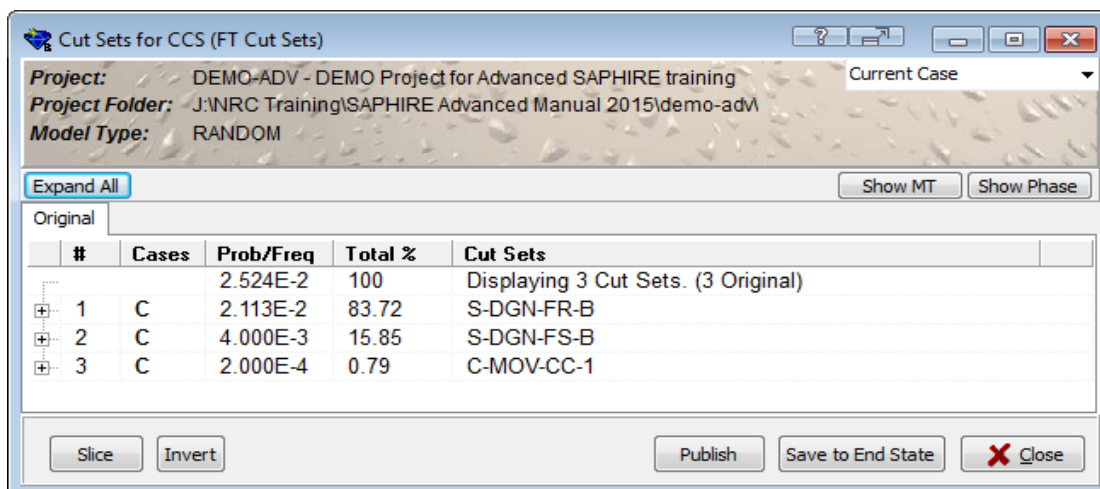 Cut Sets for CCS (FT Cut Sets)
Project: DEMO-ADV - DEMO Project for Advanced SAPHIRE training Current Case
Project Folder: J:\NRC Training\SAPHIRE Advanced Manual 2015\demo-adv\
Model Type: RANDOM
Expand All Show MT Show Phase
Original
# Cases Prob/Freq Total % Cut Sets
2.524E-2 100 Displaying 3 Cut Sets. (3 Original)
1 C 2.113E-2 83.72 S-DGN-FR-B
2 C 4.000E-3 15.85 S-DGN-FS-B
3 C 2.000E-4 0.79 C-MOV-CC-1
Slice Invert Publish Save to End State Close